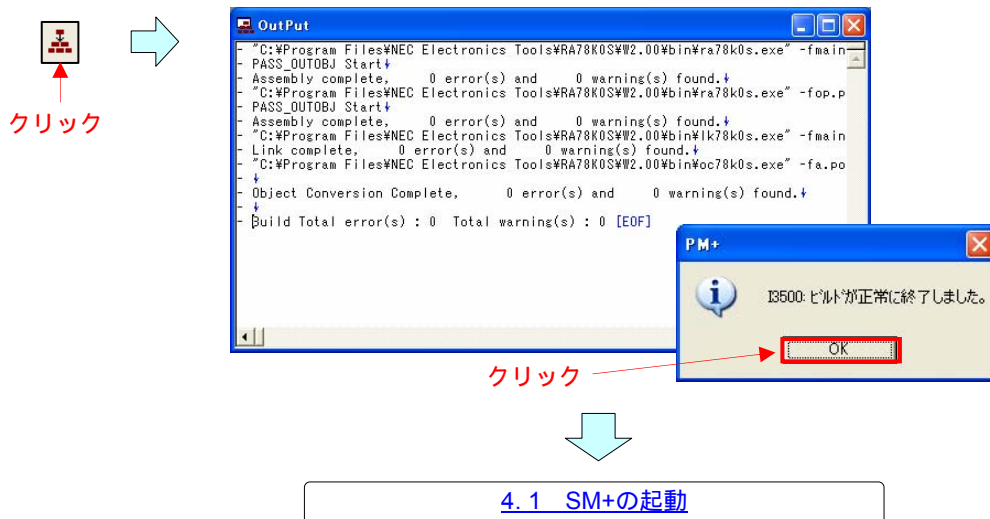 クリック
OutPut
- "C:¥Program Files¥NEC Electronics Tools¥RA78K0S¥W2.00¥bin¥ra78k0s.exe" -fmain
- PASS_OUTOBJ Start↓
- Assembly complete,     0 error(s) and     0 warning(s) found.↓
- "C:¥Program Files¥NEC Electronics Tools¥RA78K0S¥W2.00¥bin¥ra78k0s.exe" -fop.p
- PASS_OUTOBJ Start↓
- Assembly complete,     0 error(s) and     0 warning(s) found.↓
- "C:¥Program Files¥NEC Electronics Tools¥RA78K0S¥W2.00¥bin¥lk78k0s.exe" -fmain
- Link complete,     0 error(s) and     0 warning(s) found.↓
- "C:¥Program Files¥NEC Electronics Tools¥RA78K0S¥W2.00¥bin¥oc78k0s.exe" -fa.po
- ↓
- Object Conversion Complete,     0 error(s) and     0 warning(s) found.↓
- ↓
- Build Total error(s) : 0  Total warning(s) : 0 [EOF]
PM+
I3500: ビルドが正常に終了しました。
OK
クリック
4. 1 SM+の起動